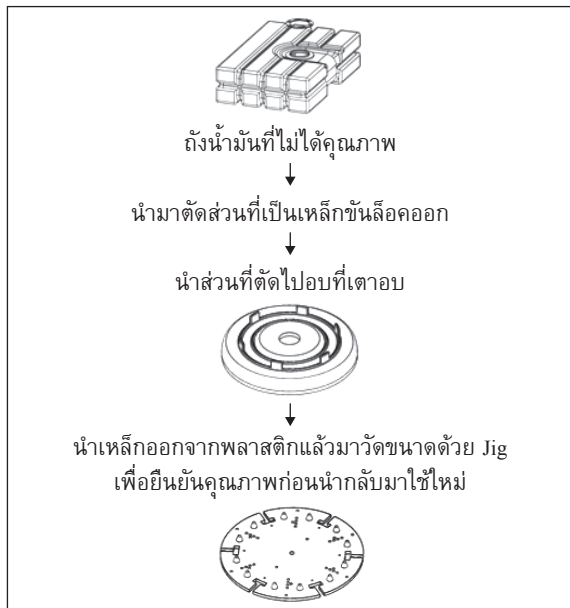 ถังน้ำมันที่ไม่ได้คุณภาพ
นำมาตัดส่วนที่เป็นเหล็กขันล็อคออก
นำส่วนที่ตัดไปอบที่เตาอบ
นำเหล็กออกจากพลาสติกแล้วมาวัดขนาดด้วย Jig
เพื่อยืนยันคุณภาพก่อนนำกลับมาใช้ใหม่